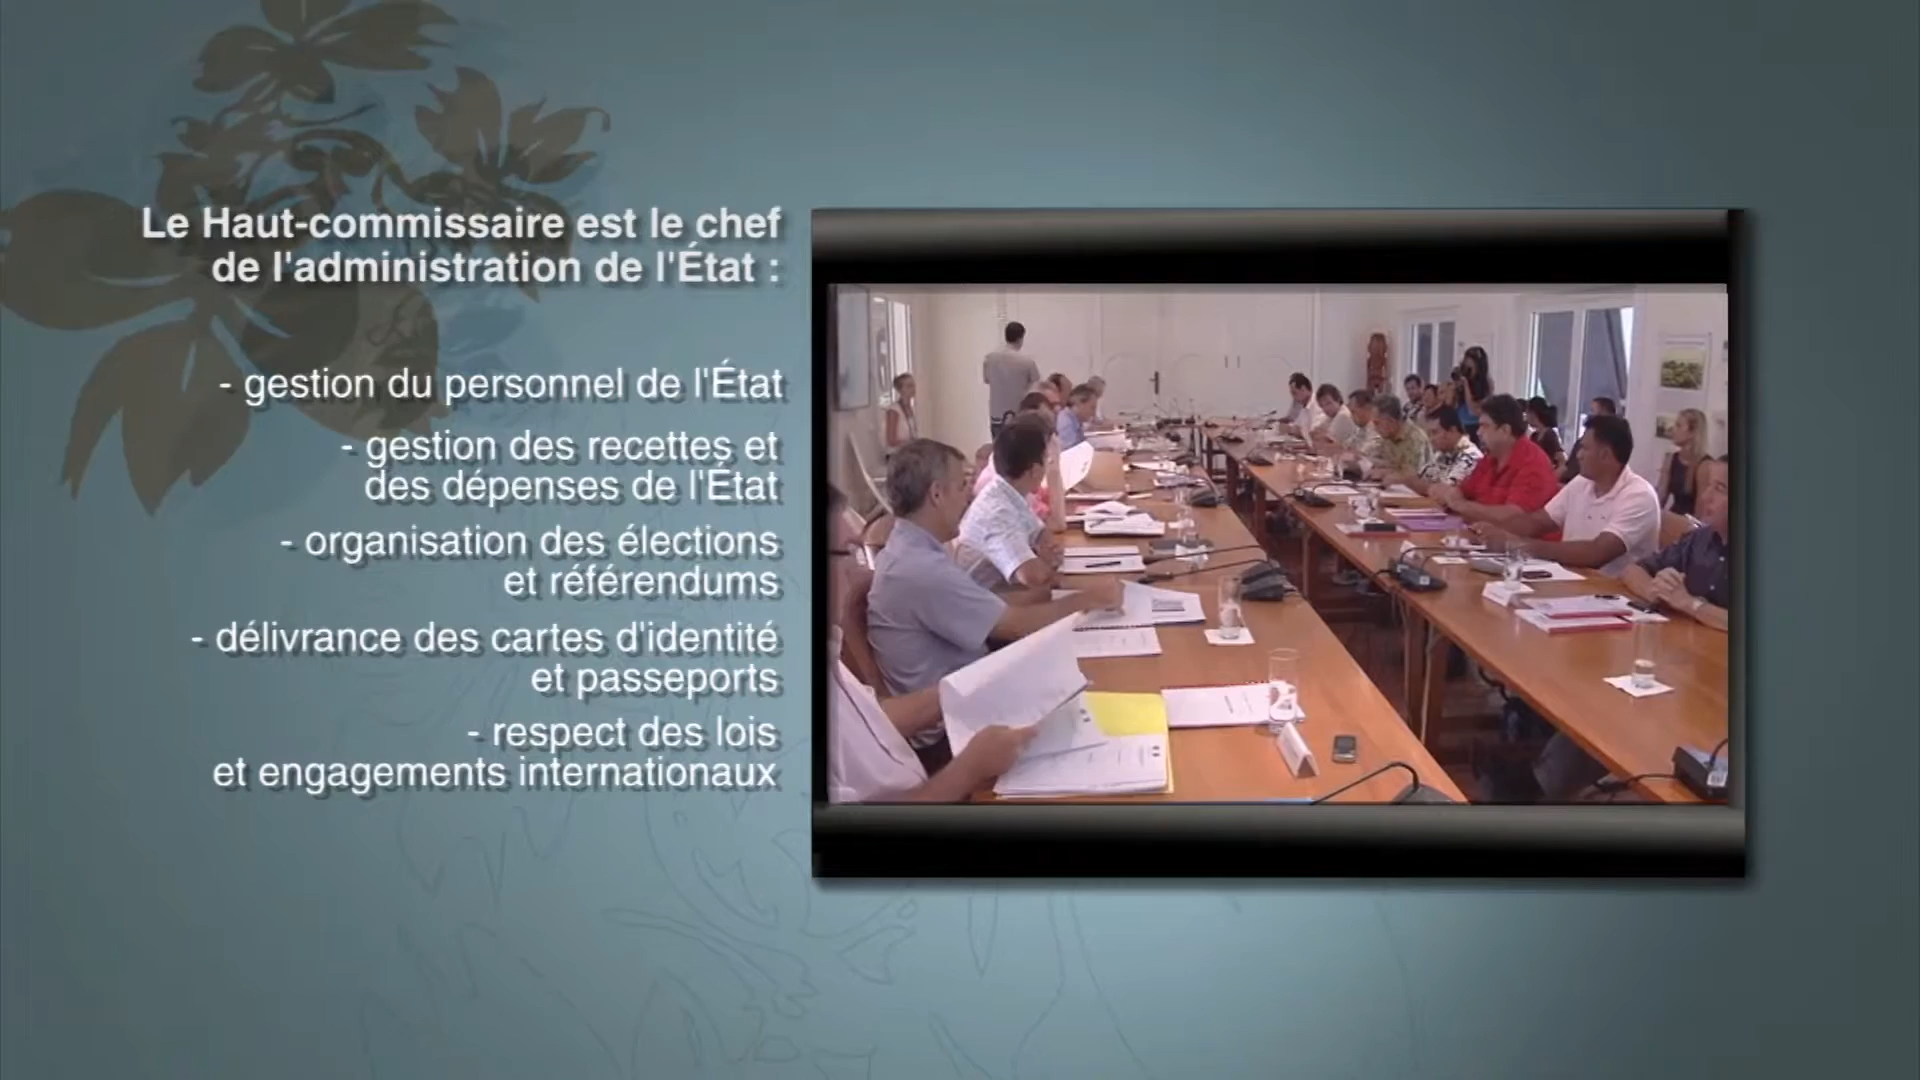 Le Haut-commissaire est le chef
de l'administration de l'État :
- gestion du personnel de l'État
- gestion des recettes et
des dépenses de l'État
- organisation des élections
et référendums
- délivrance des cartes d'identité
et passeports
- respect des lois
et engagements internationaux